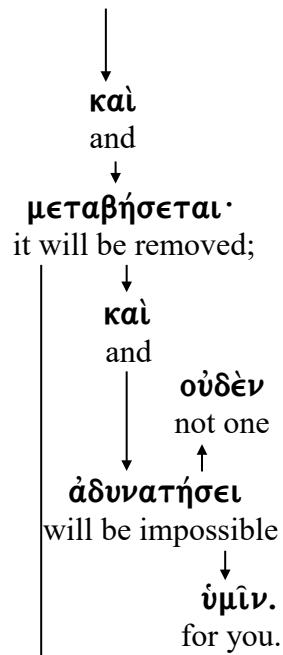 καὶ
and
μεταβήσεται·
it will be removed;
καὶ
and
οὐδὲν
not one
ἀδυνατήσει
will be impossible
ὑμῖν.
for you.